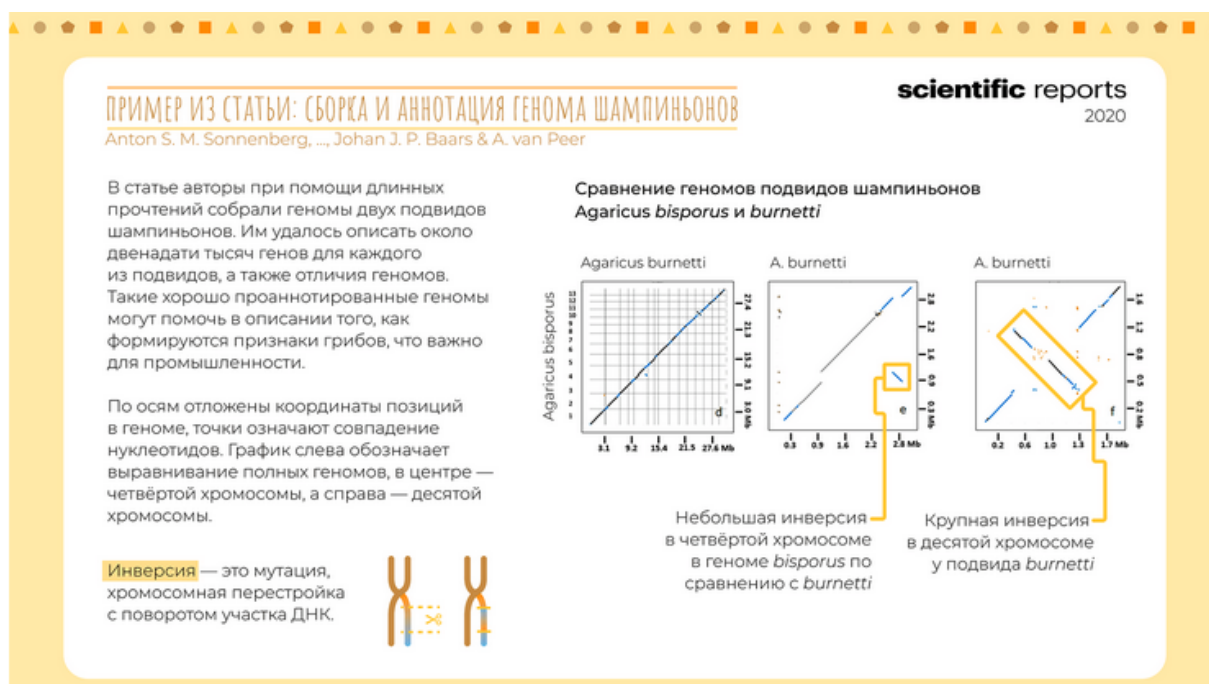 ПРИМЕР ИЗ СТАТЬИ: СБОРКА И АННОТАЦИЯ ГЕНОМА ШАМПИНЬОНОВ
Anton S. M. Sonnenberg, ..., Johan J. P. Baars & A. van Peer
scientific reports
2020
В статье авторы при помощи длинных
прочтений собрали геномы двух подвидов
шампиньонов. Им удалось описать около
двенадати тысяч генов для каждого
из подвидов, а также отличия геномов.
Такие хорошо проаннотированные геномы
могут помочь в описании того, как
формируются признаки грибов, что важно
для промышленности.
По осям отложены координаты позиций
в геноме, точки означают совпадение
нуклеотидов. График слева обозначает
выравнивание полных геномов, в центре —
четвёртой хромосомы, а справа — десятой
хромосомы.
Инверсия — это мутация,
хромосомная перестройка
с поворотом участка ДНК.
Сравнение геномов подвидов шампиньонов
Agaricus bisporus и burnetti
Agaricus burnetti
Agaricus bisporus
27.4
21.3
15.2
9.1
3.0 Mb
d
3.1 9.2 15.4 21.5 27.6 Mb
A. burnetti
2.8
2.2
1.6
0.9
0.3 Mb
e
0.3 0.9 1.6 2.2 2.8 Mb
A. burnetti
1.6
1.2
0.8
0.5
0.2 Mb
f
0.2 0.6 1.0 1.3 1.7 Mb
Небольшая инверсия
в четвёртой хромосоме
в геноме bisporus по
сравнению с burnetti
Крупная инверсия
в десятой хромосоме
у подвида burnetti